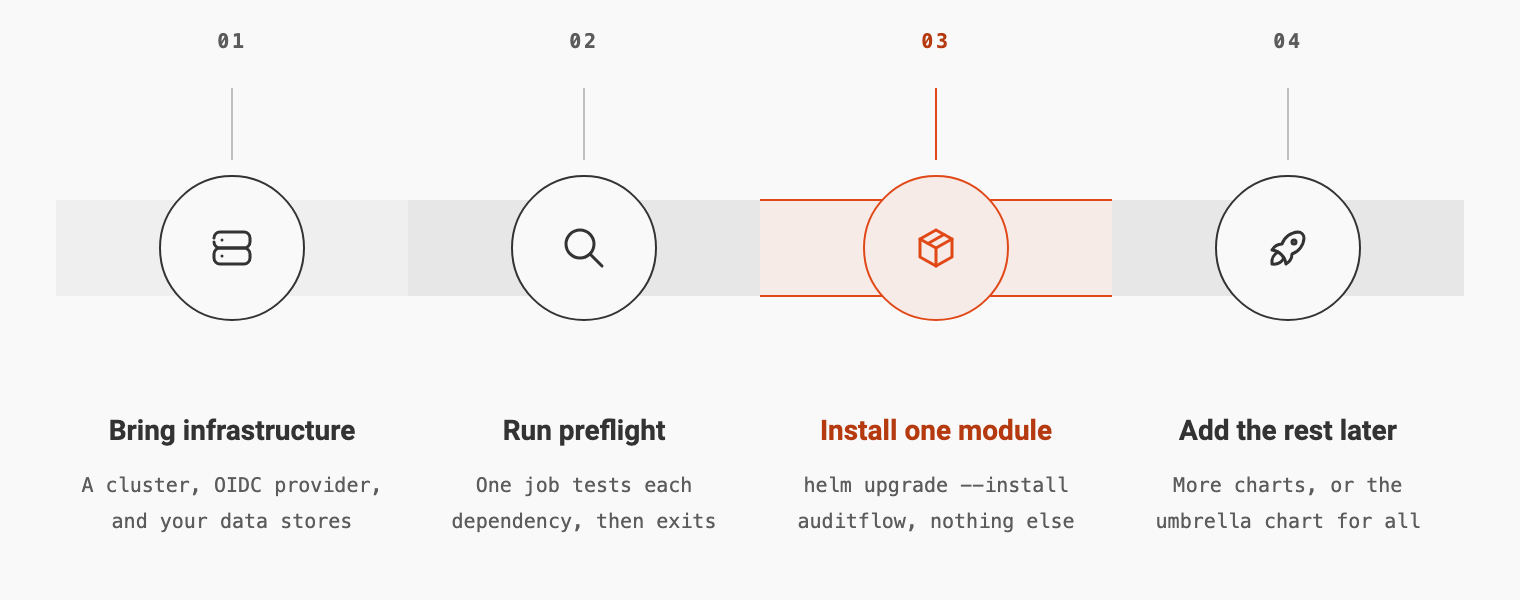 01
02
03
04
Bring infrastructure
A cluster, OIDC provider,
and your data stores
Run preflight
One job tests each
dependency, then exits
Install one module
helm upgrade --install
auditflow, nothing else
Add the rest later
More charts, or the
umbrella chart for all